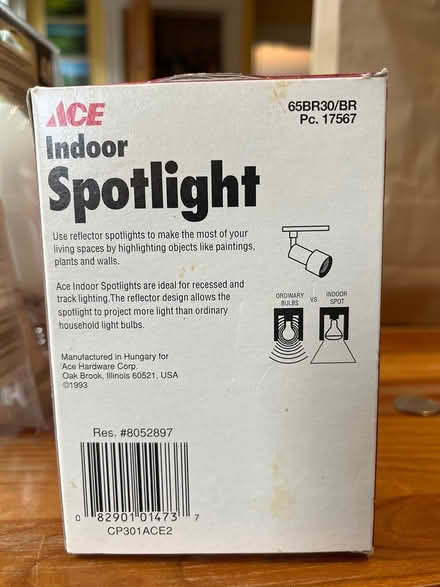 ACE
65BR30/BR
Pc. 17567
Indoor
Spotlight
Use reflector spotlights to make the most of your
living spaces by highlighting objects like paintings,
plants and walls.
Ace Indoor Spotlights are ideal for recessed and
track lighting.The reflector design allows the
spotlight to project more light than ordinary
household light bulbs.
ORDINARY
BULBS
VS.
INDOOR
SPOT
Manufactured in Hungary for
Ace Hardware Corp.
Oak Brook, Illinois 60521, USA
©1993
Res. #8052897
0 82901 01473 7
CP301ACE2